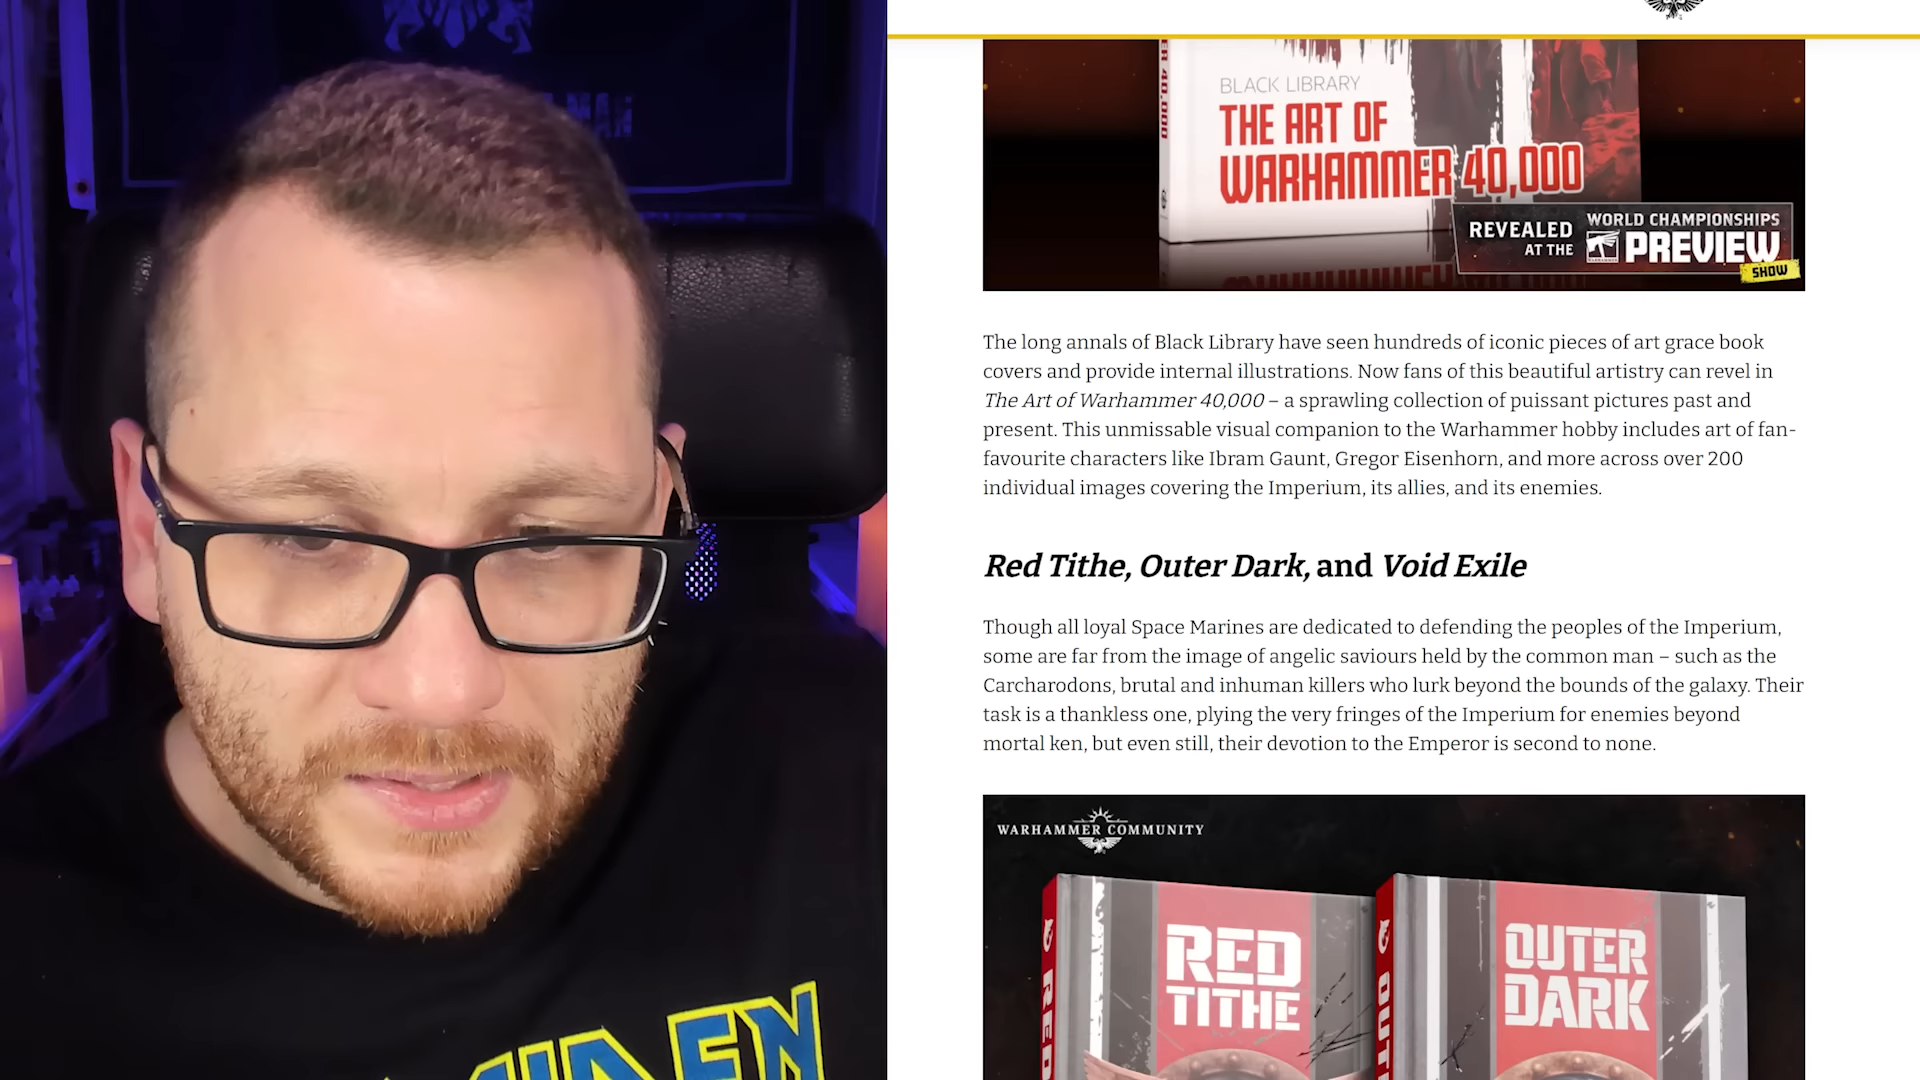 BLACK LIBRARY
THE ART OF
WARHAMMER 40,000
REVEALED
AT THE
WORLD CHAMPIONSHIPS
PREVIEW
SHOW
The long annals of Black Library have seen hundreds of iconic pieces of art grace book
covers and provide internal illustrations. Now fans of this beautiful artistry can revel in
The Art of Warhammer 40,000 – a sprawling collection of puissant pictures past and
present. This unmissable visual companion to the Warhammer hobby includes art of fan-
favourite characters like Ibram Gaunt, Gregor Eisenhorn, and more across over 200
individual images covering the Imperium, its allies, and its enemies.
Red Tithe, Outer Dark, and Void Exile
Though all loyal Space Marines are dedicated to defending the peoples of the Imperium,
some are far from the image of angelic saviours held by the common man – such as the
Carcharodons, brutal and inhuman killers who lurk beyond the bounds of the galaxy. Their
task is a thankless one, plying the very fringes of the Imperium for enemies beyond
mortal ken, but even still, their devotion to the Emperor is second to none.
WARHAMMER COMMUNITY
RED
TITHE
OUTER
DARK